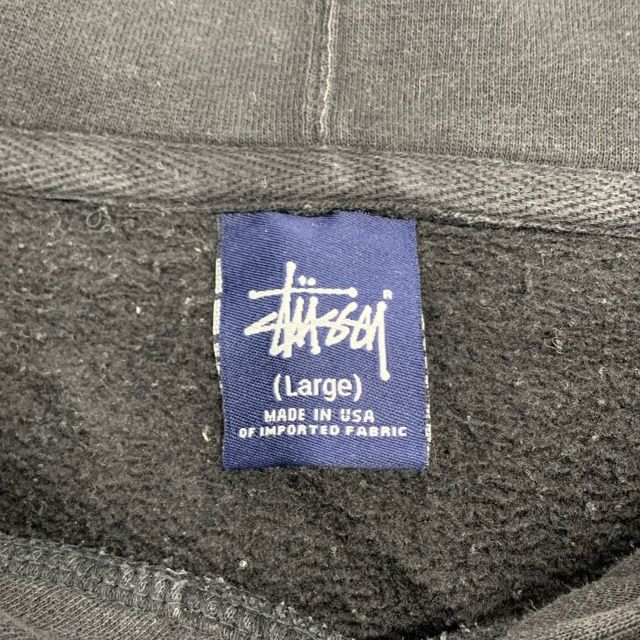 Stüssy®
(Large)
MADE IN USA
OF IMPORTED FABRIC